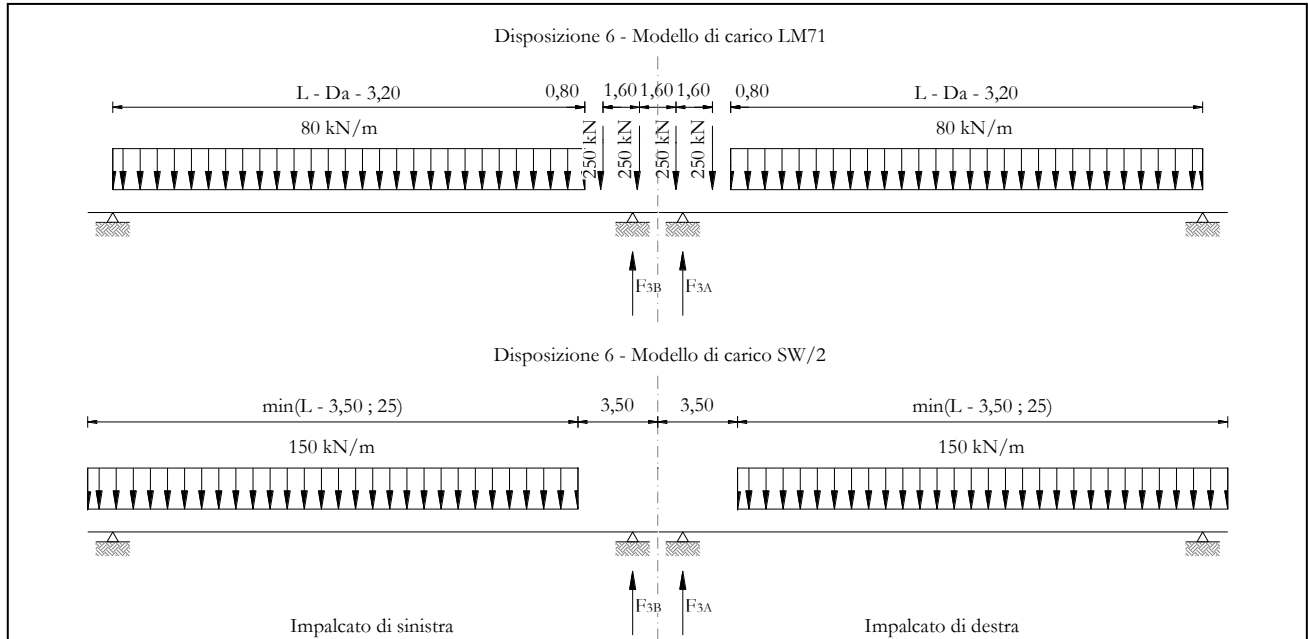 Disposizione 6 - Modello di carico LM71
L - Da - 3,20 0,80 1,60 1,60 1,60 0,80 L - Da - 3,20
80 kN/m 250 kN 250 kN 250 kN 250 kN 80 kN/m
F3B F3A
Disposizione 6 - Modello di carico SW/2
min(L - 3,50 ; 25) 3,50 3,50 min(L - 3,50 ; 25)
150 kN/m 150 kN/m
F3B F3A
Impalcato di sinistra Impalcato di destra